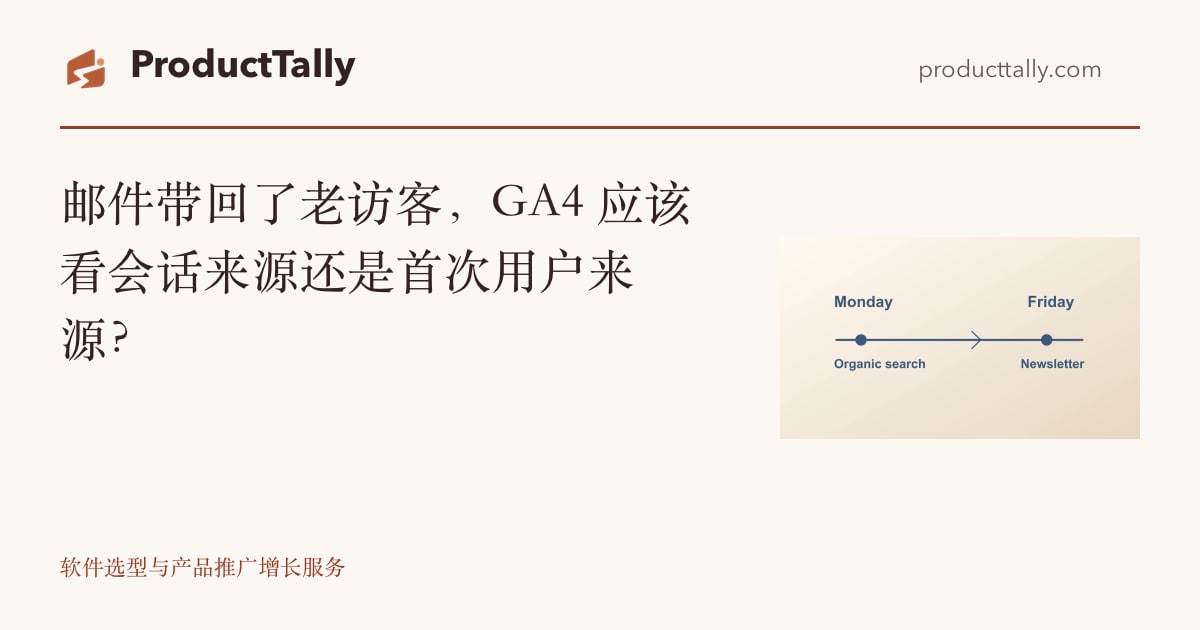 ProductTally
producttally.com
邮件带回了老访客，GA4 应该
看会话来源还是首次用户来
源？
Monday
Friday
Organic search
Newsletter
软件选型与产品推广增长服务